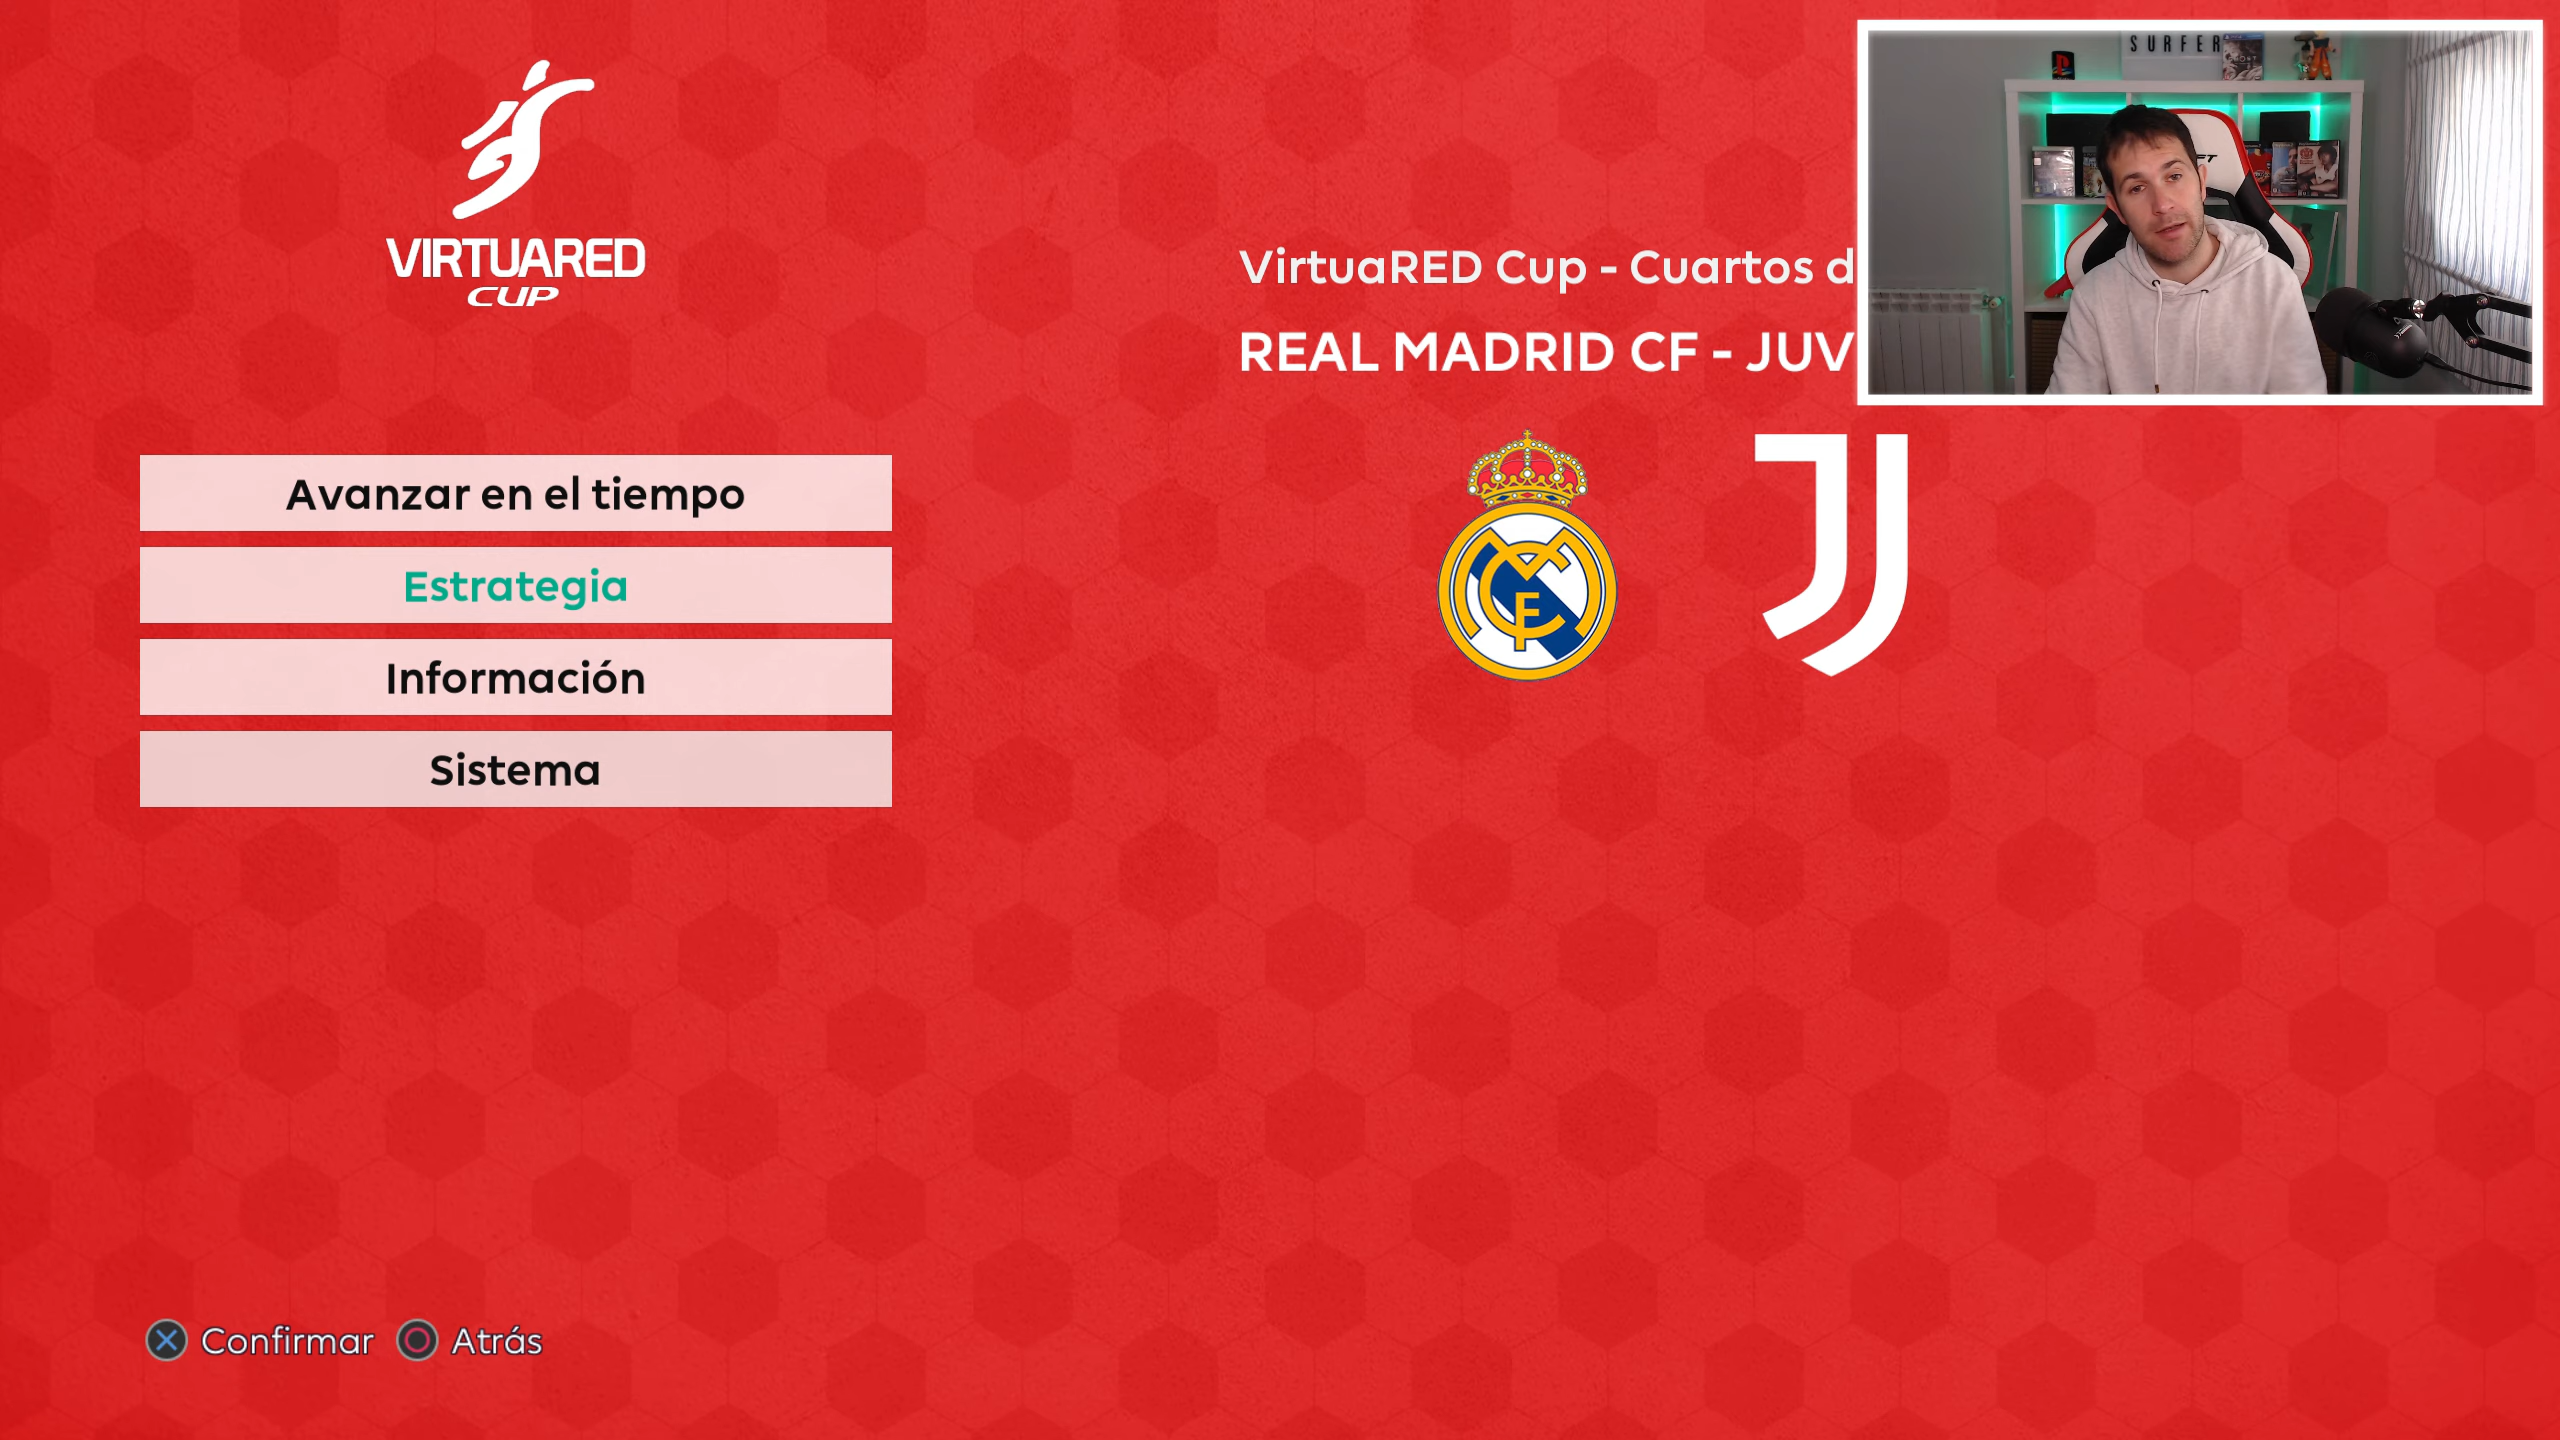 VIRTUARED
CUP
SURFER
VirtuaRED Cup - Cuartos d
REAL MADRID CF - JUV
Avanzar en el tiempo
Estrategia
Información
Sistema
Confirmar
Atrás